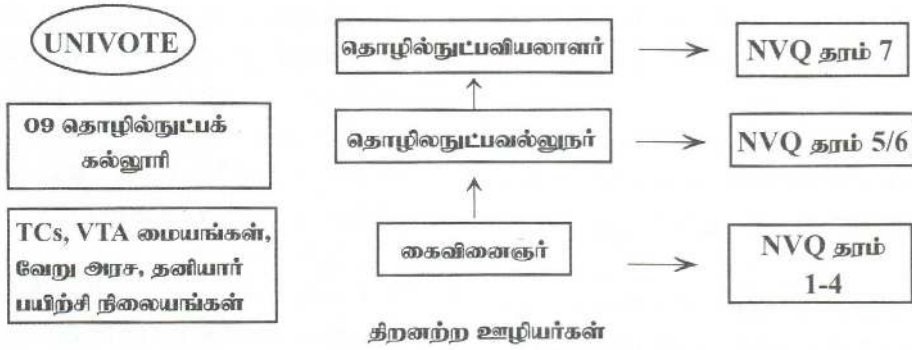 UNIVOTE
தொழில்நுட்பவியலாளர்
NVQ தரம் 7
09 தொழில்நுட்பக்
கல்லூரி
தொழிலநுட்பவல்லுநர்
NVQ தரம் 5/6
TCs, VTA மையங்கள்,
வேறு அரச, தனியார்
பயிற்சி நிலையங்கள்
கைவினைஞர்
NVQ தரம்
1-4
திறனற்ற ஊழியர்கள்